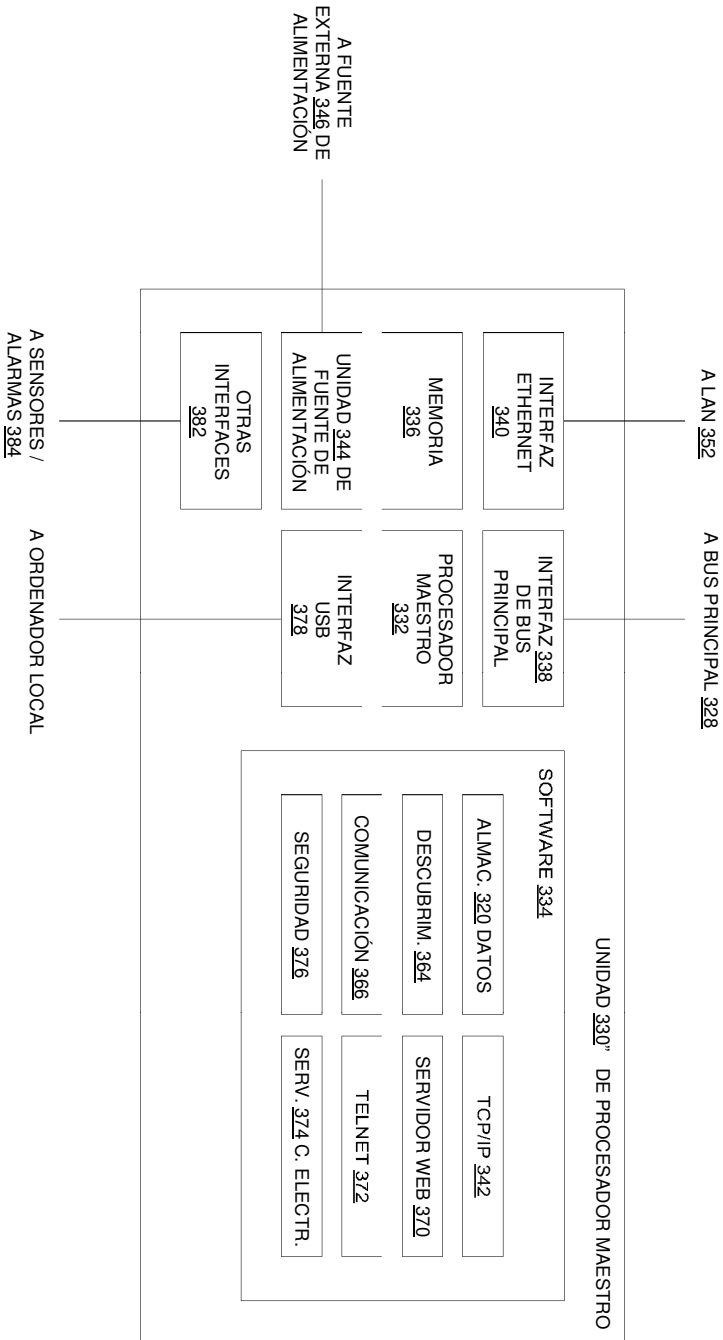 A LAN 352
A BUS PRINCIPAL 328
UNIDAD 330" DE PROCESADOR MAESTRO
INTERFAZ
ETHERNET
340
INTERFAZ 338
DE BUS
PRINCIPAL
SOFTWARE 334
ALMAC. 320 DATOS
TCP/IP 342
MEMORIA
336
PROCESADOR
MAESTRO
332
DESCUBRIM. 364
SERVIDOR WEB 370
A FUENTE
EXTERNA 346 DE
ALIMENTACIÓN
UNIDAD 344 DE
FUENTE DE
ALIMENTACIÓN
INTERFAZ
USB
378
COMUNICACIÓN 366
TELNET 372
SEGURIDAD 376
SERV. 374 C. ELECTR.
OTRAS
INTERFACES
382
A SENSORES /
ALARMAS 384
A ORDENADOR LOCAL